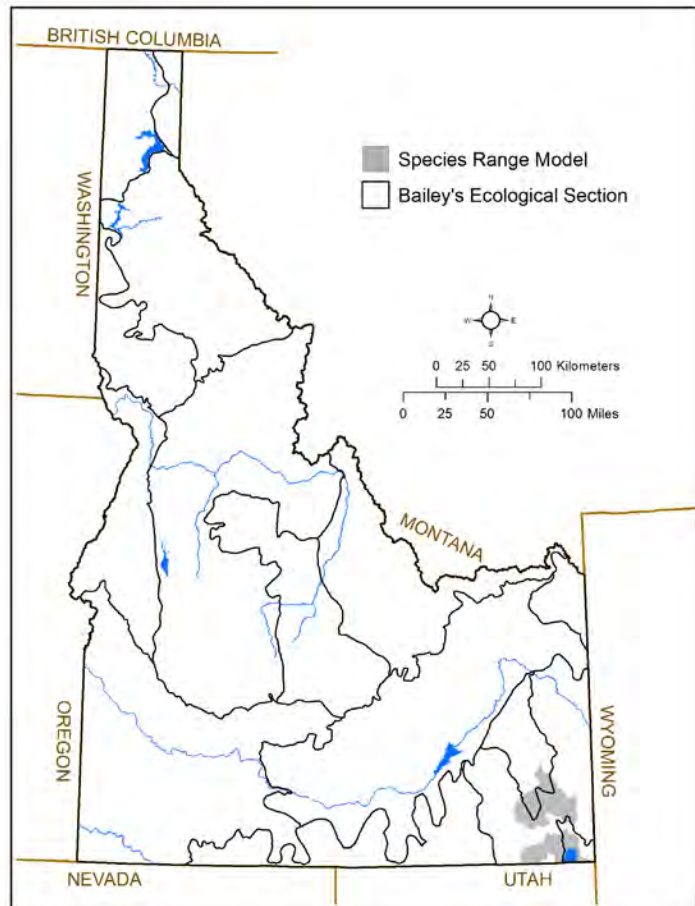 BRITISH COLUMBIA
WASHINGTON
Species Range Model
Bailey's Ecological Section
N
W E
S
0 25 50 100 Kilometers
0 25 50 100 Miles
MONTANA
OREGON
WYOMING
NEVADA
UTAH